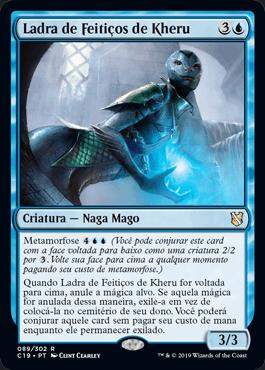 Ladra de Feitiços de Kheru 3
Criatura — Naga Mago
Metamorfose 4 (Você pode conjurar este card
com a face voltada para baixo como uma criatura 2/2
por 3. Volte sua face para cima a qualquer momento
pagando seu custo de metamorfose.)
Quando Ladra de Feitiços de Kheru for voltada
para cima, anule a mágica alvo. Se aquela mágica
for anulada dessa maneira, exile-a em vez de
colocá-la no cemitério de seu dono. Você poderá
conjurar aquele card sem pagar seu custo de mana
enquanto ele permanecer exilado.
3/3
089/302 R
C19 • PT CLINT CEARLEY
™ & © 2019 Wizards of the Coast